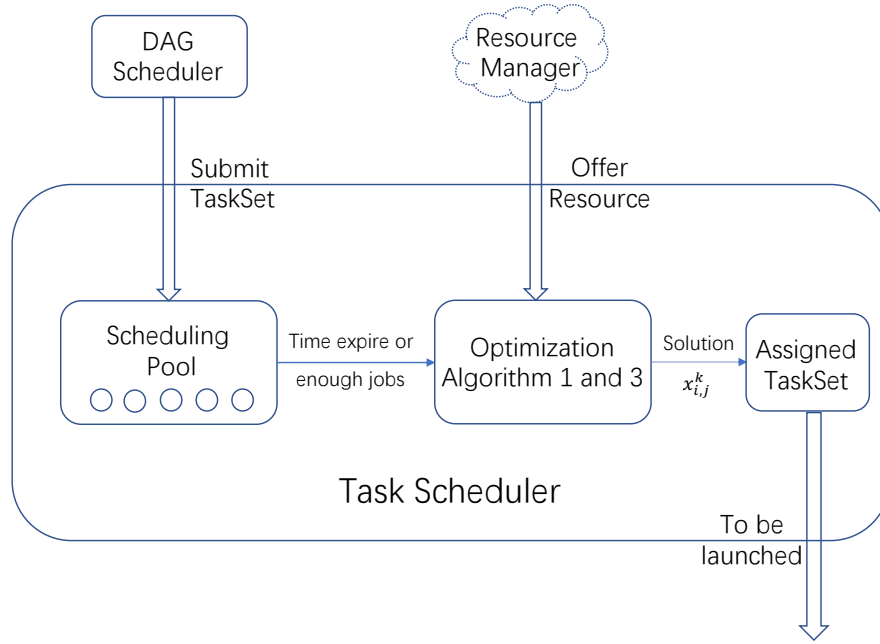 DAG
Scheduler
Resource
Manager
Submit
TaskSet
Offer
Resource
Scheduling
Pool
Time expire or
enough jobs
Optimization
Algorithm 1 and 3
Solution
$x_{i,j}^{k}$
Assigned
TaskSet
Task Scheduler
To be
launched